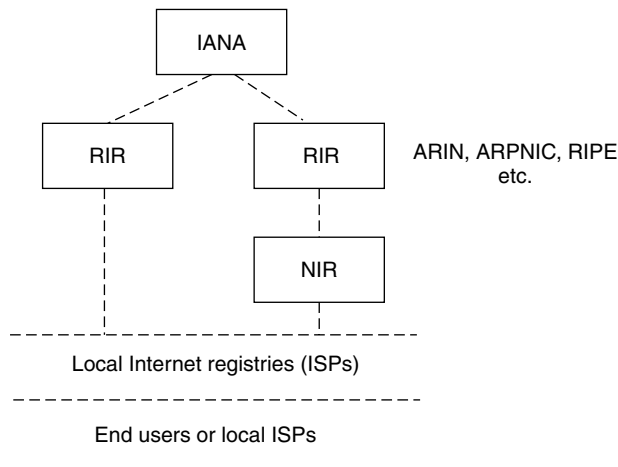 IANA
RIR
RIR
ARIN, ARPNIC, RIPE
etc.
NIR
Local Internet registries (ISPs)
End users or local ISPs